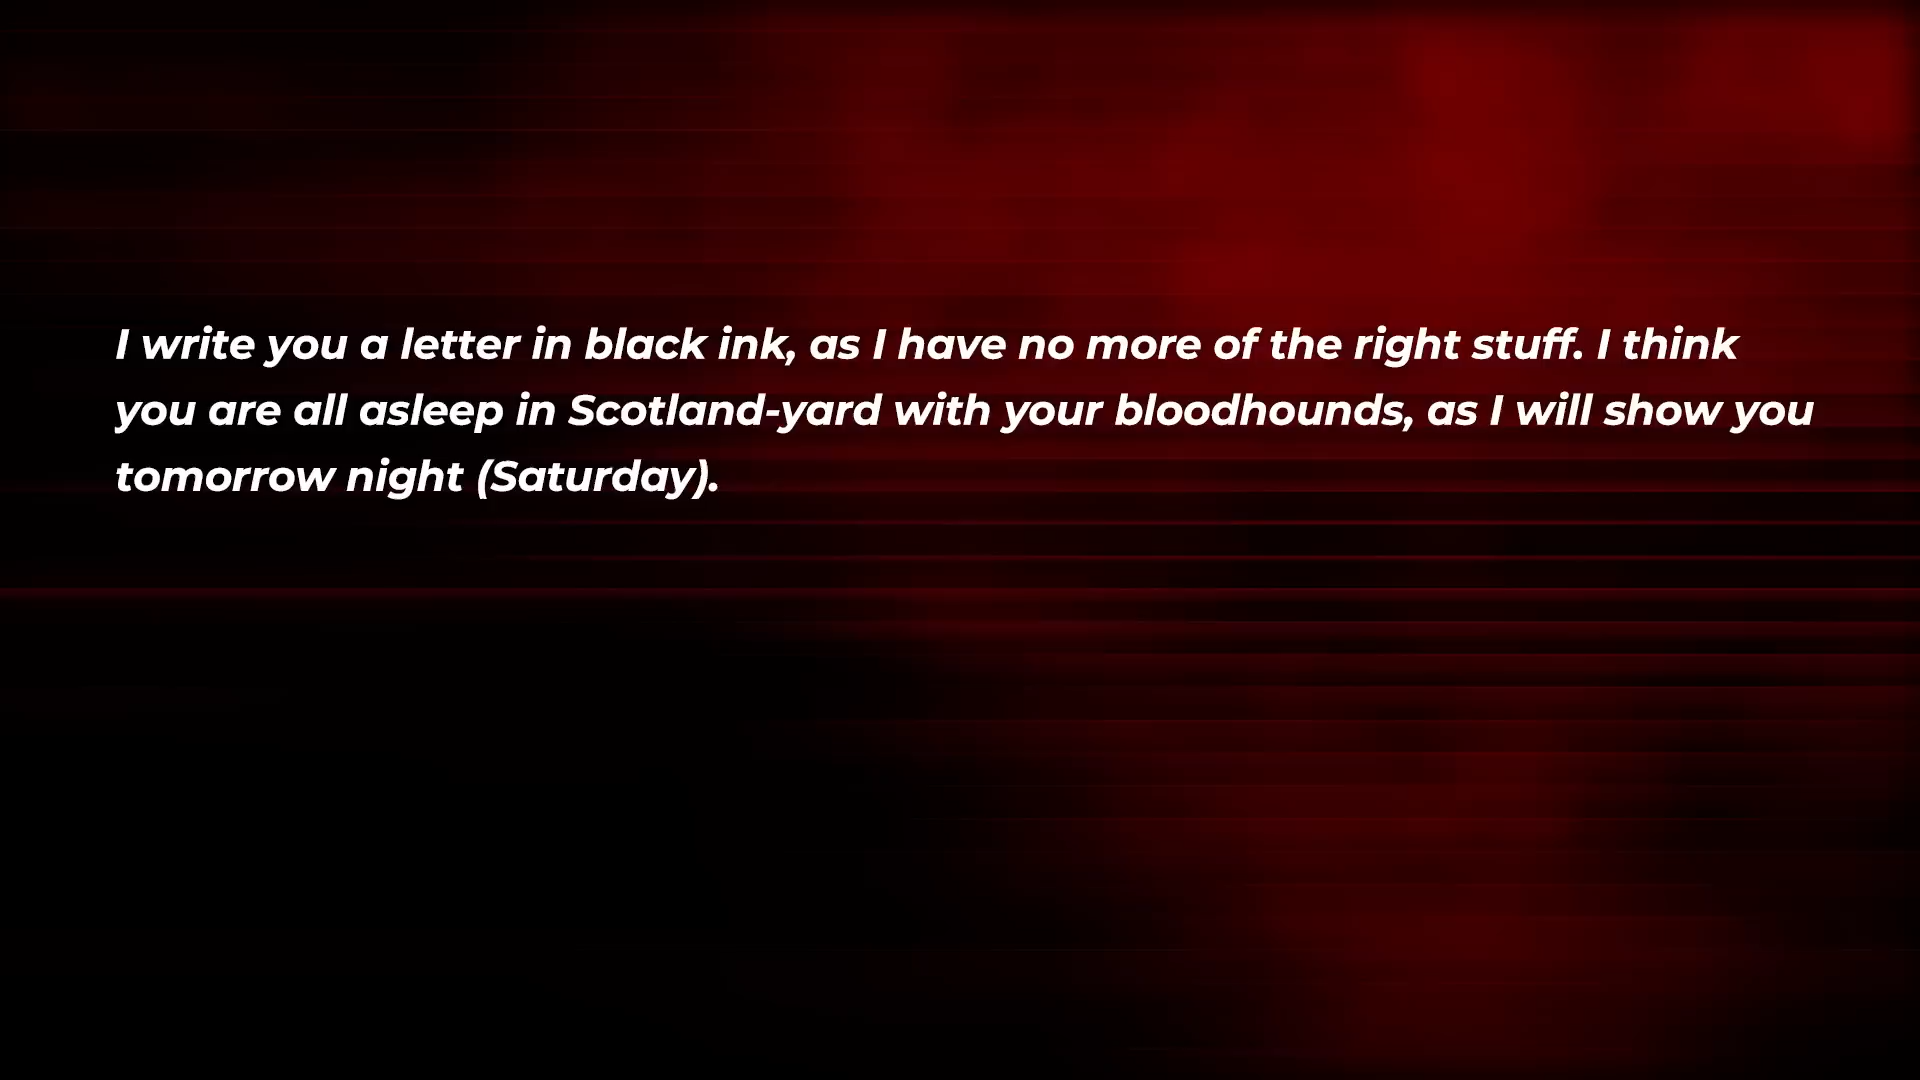 I write you a letter in black ink, as I have no more of the right stuff. I think
you are all asleep in Scotland-yard with your bloodhounds, as I will show you
tomorrow night (Saturday).